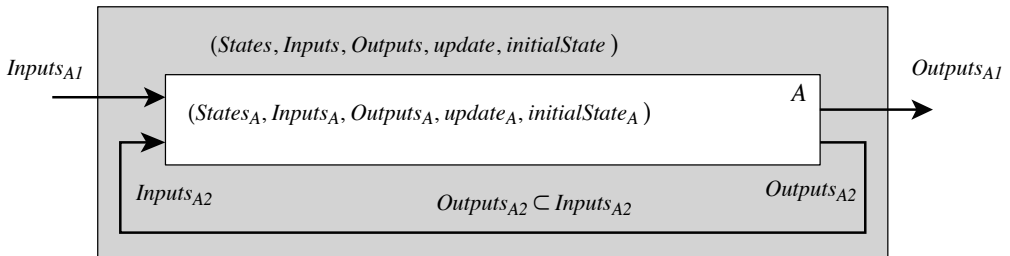 (States, Inputs, Outputs, update, initialState )
Inputs_A1
Outputs_A1
A
(States_A, Inputs_A, Outputs_A, update_A, initialState_A )
Inputs_A2
Outputs_A2
Outputs_A2 ⊂ Inputs_A2